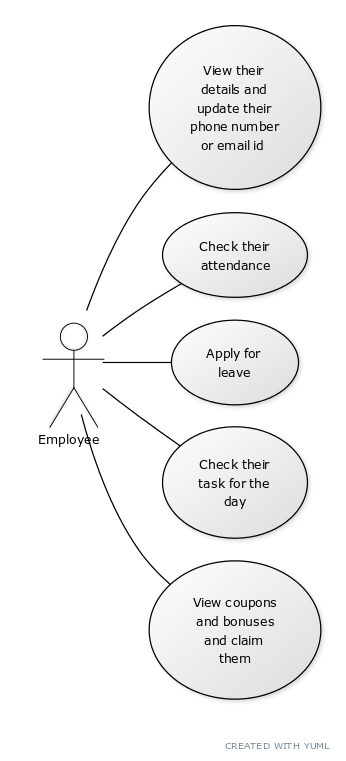 View their
details and
update their
phone number
or email id
Check their
attendance
Apply for
leave
Employee
Check their
task for the
day
View coupons
and bonuses
and claim
them
CREATED WITH YUML